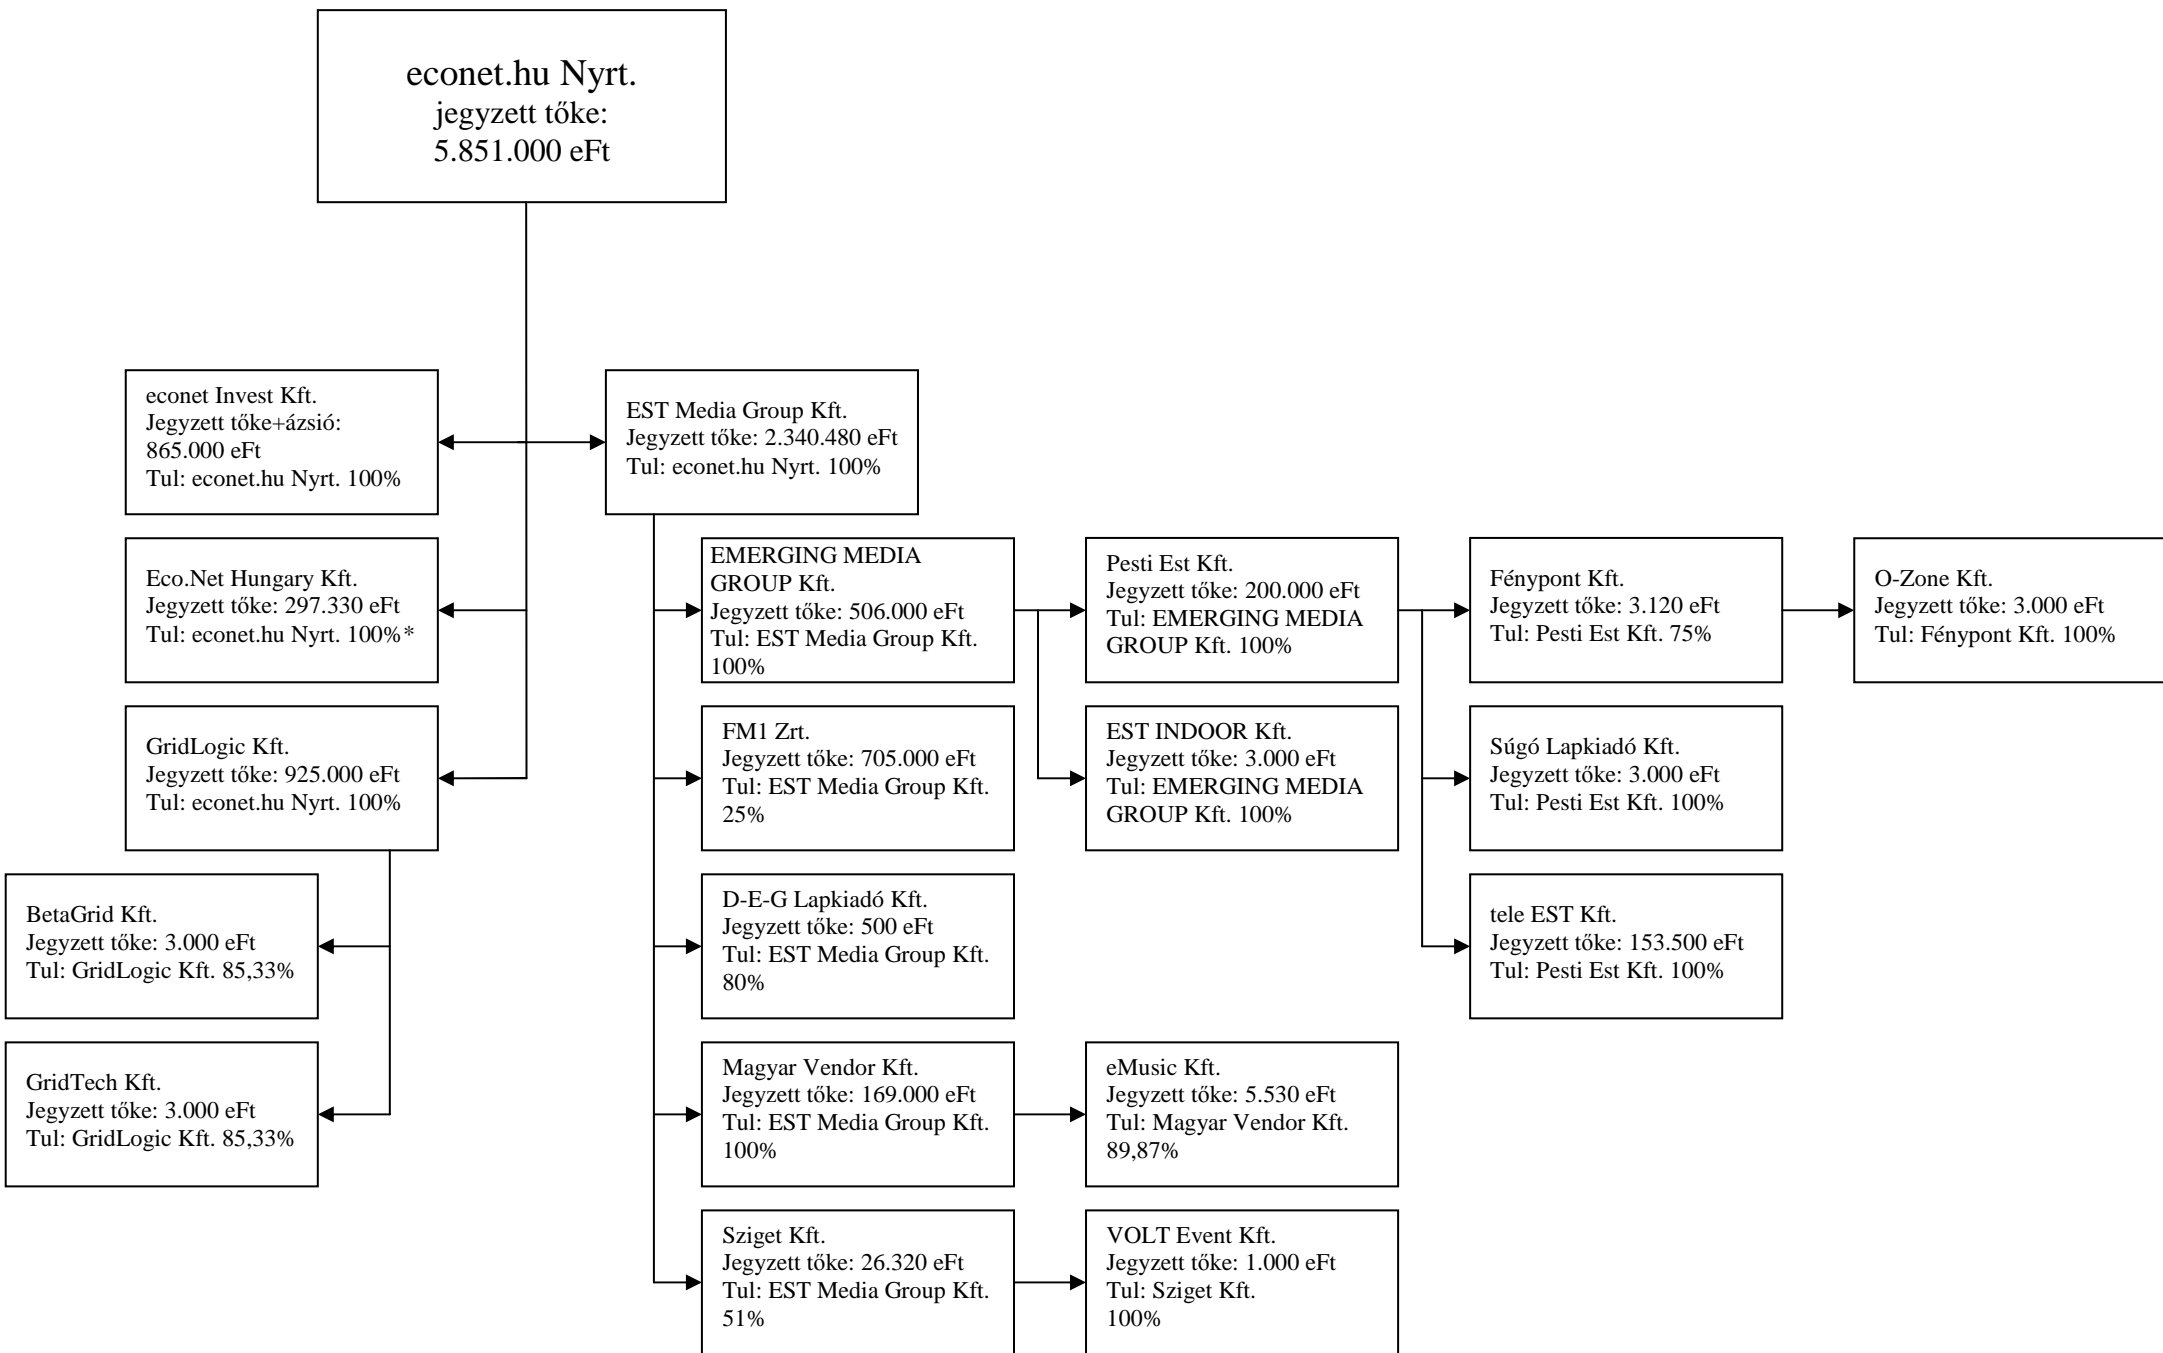 econet.hu Nyrt.
jegyzett tőke:
5.851.000 eFt
econet Invest Kft.
Jegyzett tőke+ázsió:
865.000 eFt
Tul: econet.hu Nyrt. 100%
EST Media Group Kft.
Jegyzett tőke: 2.340.480 eFt
Tul: econet.hu Nyrt. 100%
Eco.Net Hungary Kft.
Jegyzett tőke: 297.330 eFt
Tul: econet.hu Nyrt. 100%*
EMERGING MEDIA
GROUP Kft.
Jegyzett tőke: 506.000 eFt
Tul: EST Media Group Kft.
100%
Pesti Est Kft.
Jegyzett tőke: 200.000 eFt
Tul: EMERGING MEDIA
GROUP Kft. 100%
Fénypont Kft.
Jegyzett tőke: 3.120 eFt
Tul: Pesti Est Kft. 75%
O-Zone Kft.
Jegyzett tőke: 3.000 eFt
Tul: Fénypont Kft. 100%
GridLogic Kft.
Jegyzett tőke: 925.000 eFt
Tul: econet.hu Nyrt. 100%
FM1 Zrt.
Jegyzett tőke: 705.000 eFt
Tul: EST Media Group Kft.
25%
EST INDOOR Kft.
Jegyzett tőke: 3.000 eFt
Tul: EMERGING MEDIA
GROUP Kft. 100%
Súgó Lapkiadó Kft.
Jegyzett tőke: 3.000 eFt
Tul: Pesti Est Kft. 100%
BetaGrid Kft.
Jegyzett tőke: 3.000 eFt
Tul: GridLogic Kft. 85,33%
D-E-G Lapkiadó Kft.
Jegyzett tőke: 500 eFt
Tul: EST Media Group Kft.
80%
tele EST Kft.
Jegyzett tőke: 153.500 eFt
Tul: Pesti Est Kft. 100%
GridTech Kft.
Jegyzett tőke: 3.000 eFt
Tul: GridLogic Kft. 85,33%
Magyar Vendor Kft.
Jegyzett tőke: 169.000 eFt
Tul: EST Media Group Kft.
100%
eMusic Kft.
Jegyzett tőke: 5.530 eFt
Tul: Magyar Vendor Kft.
89,87%
Sziget Kft.
Jegyzett tőke: 26.320 eFt
Tul: EST Media Group Kft.
51%
VOLT Event Kft.
Jegyzett tőke: 1.000 eFt
Tul: Sziget Kft.
100%